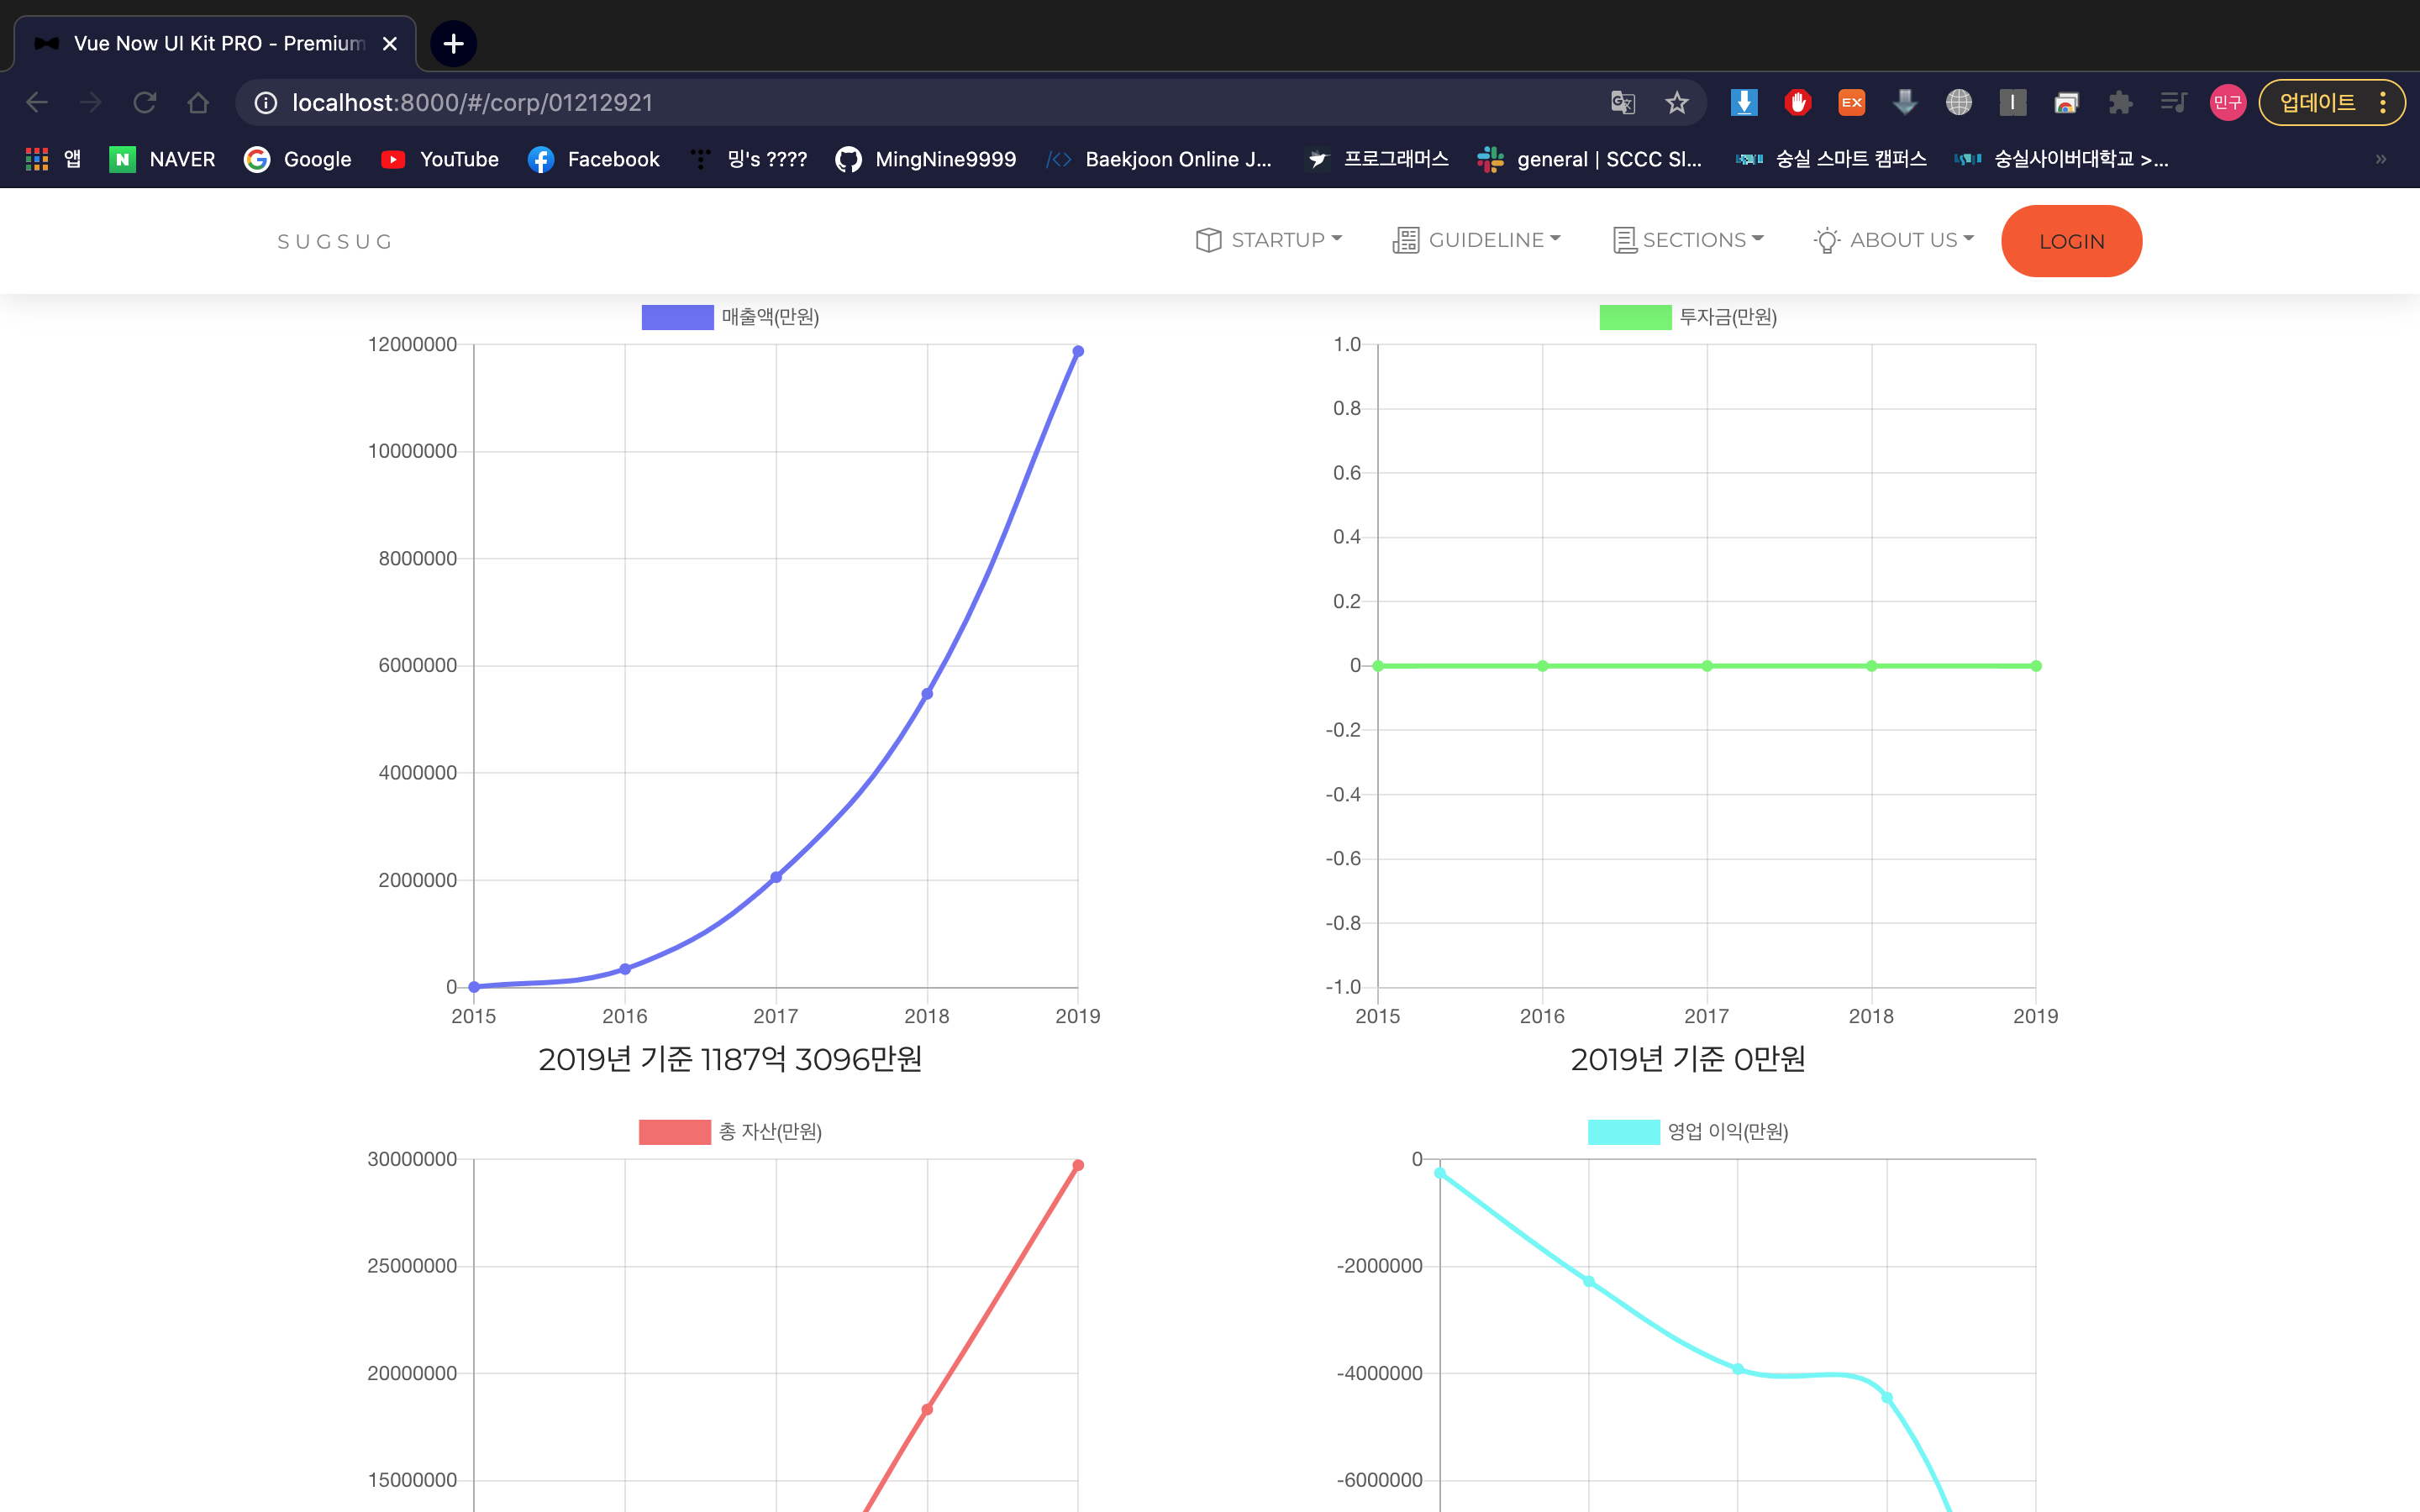 Vue Now UI Kit PRO - Premium
localhost:8000/#/corp/01212921
EX
민구
업데이트
앱
N NAVER
Google
YouTube
Facebook
밍's ????
MingNine9999
Baekjoon Online J...
프로그래머스
general | SCCC SI...
숭실 스마트 캠퍼스
숭실사이버대학교 >...
»
SUGSUG
STARTUP
GUIDELINE
SECTIONS
ABOUT US
LOGIN
매출액(만원)
12000000
10000000
8000000
6000000
4000000
2000000
0
2015 2016 2017 2018 2019
2019년 기준 1187억 3096만원
투자금(만원)
1.0
0.8
0.6
0.4
0.2
0
-0.2
-0.4
-0.6
-0.8
-1.0
2015 2016 2017 2018 2019
2019년 기준 0만원
총 자산(만원)
30000000
25000000
20000000
15000000
영업 이익(만원)
0
-2000000
-4000000
-6000000